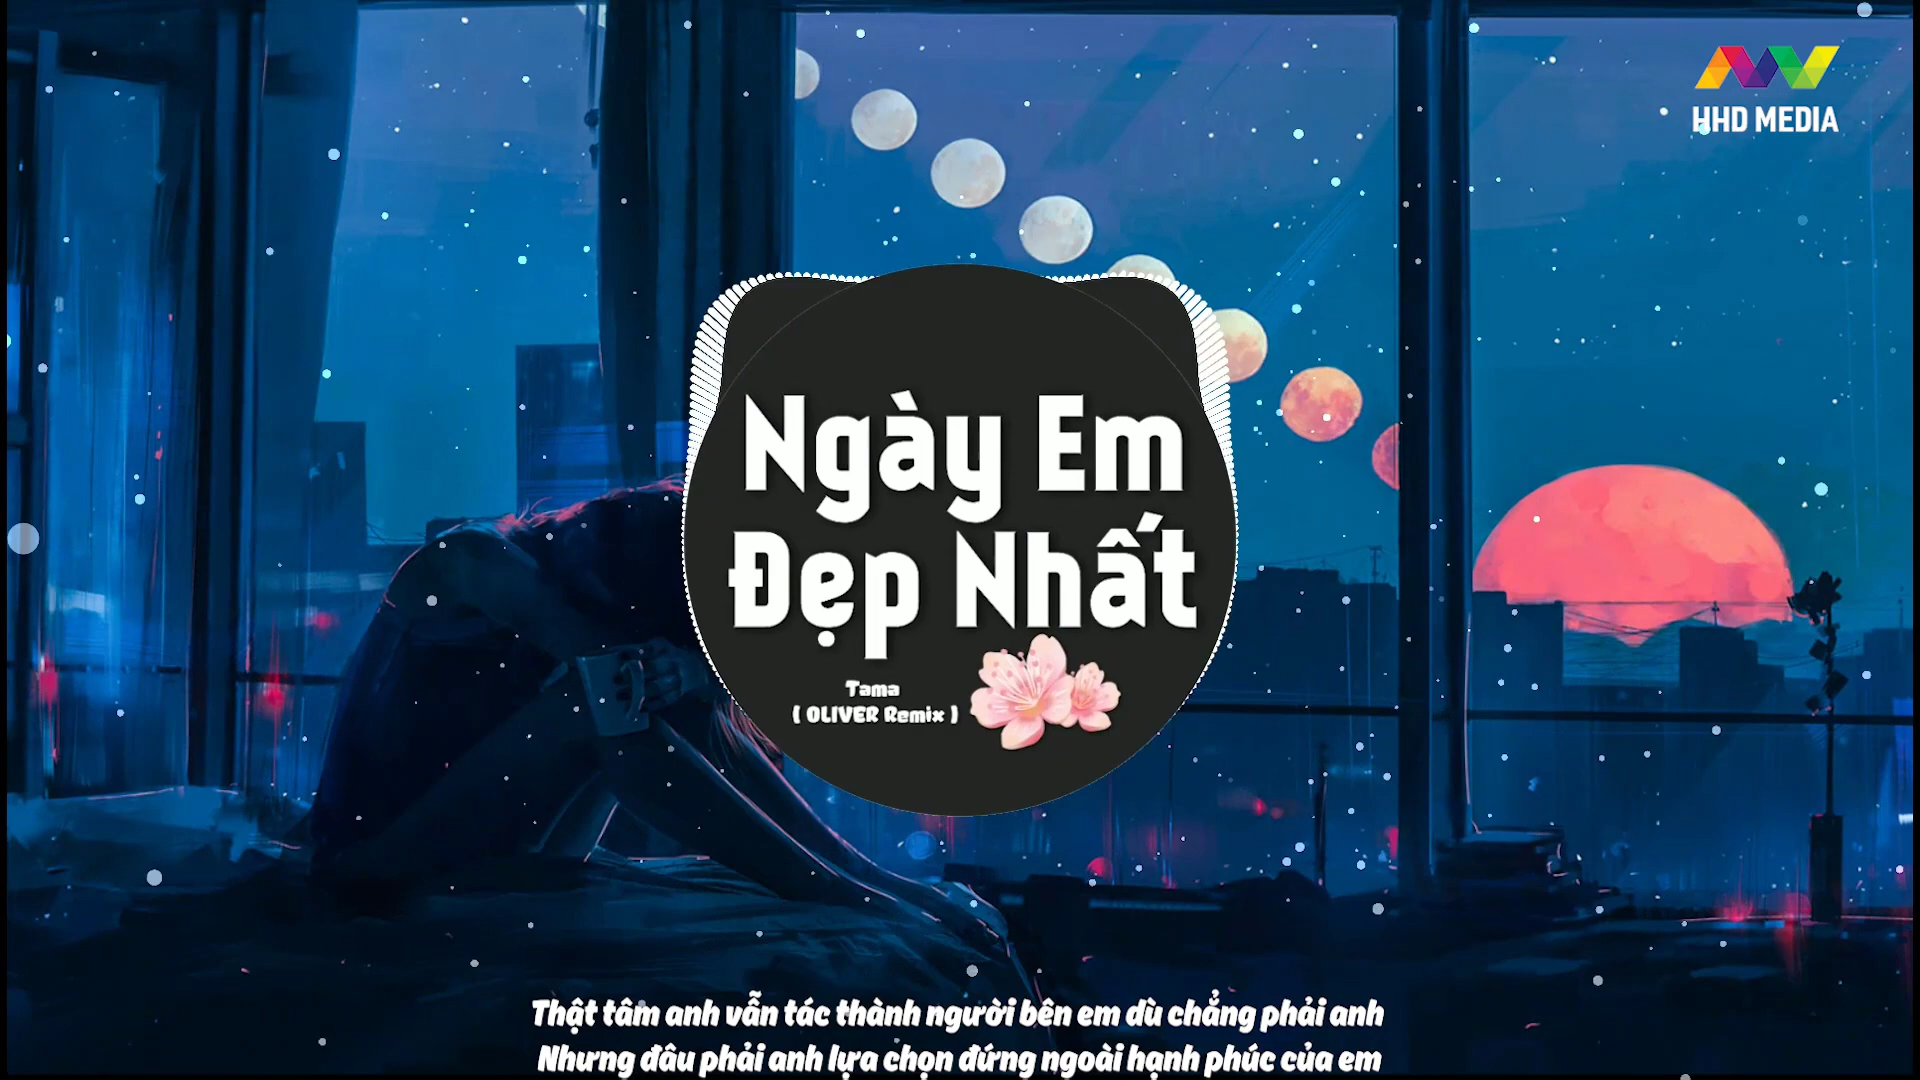 HHD MEDIA
Ngày Em
Đẹp Nhất
Tama
( OLIVER Remix )
Thật tâm anh vẫn tác thành người bên em dù chẳng phải anh
Nhưng đâu phải anh lựa chọn đứng ngoài hạnh phúc của em